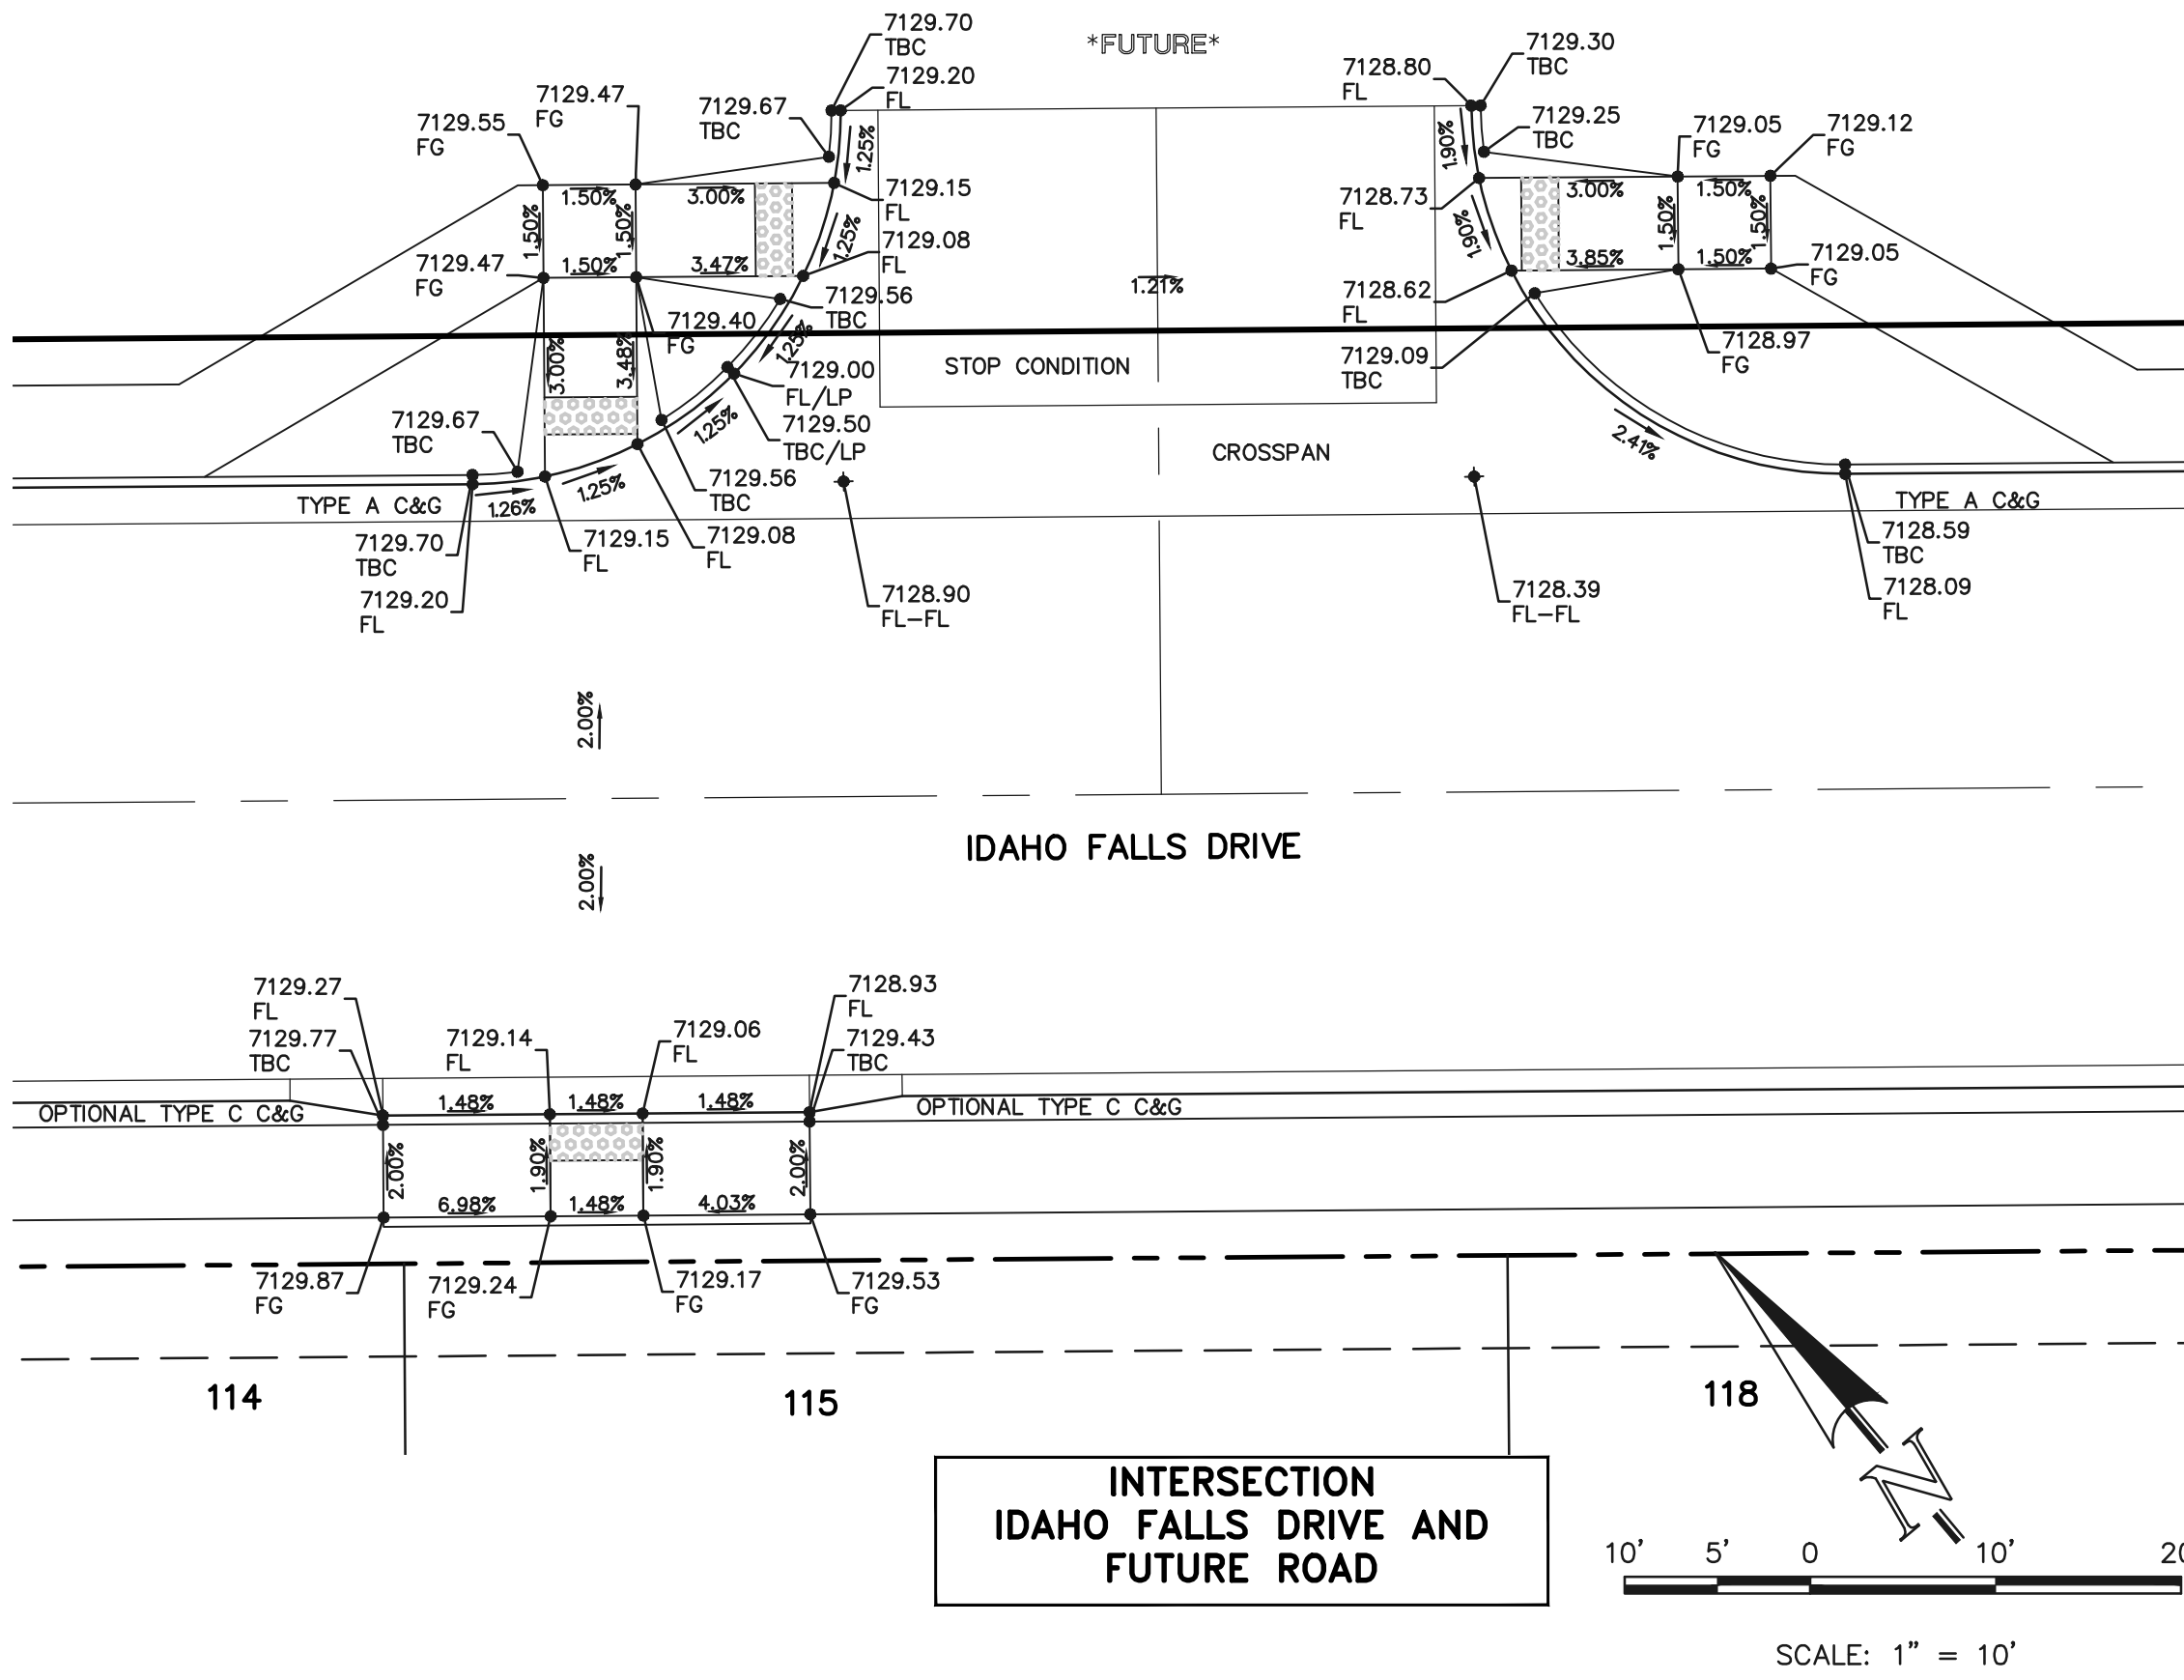 7129.70
TBC
*FUTURE*
7129.20
FL
7129.47
FG
7129.67
TBC
7129.55
FG
7128.80
FL
7129.30
TBC
7129.25
TBC
7129.05
FG
7129.12
FG
1.25%
1.90%
1.50%
3.00%
3.00%
1.50%
7129.15
FL
7128.73
FL
1.50%
1.50%
1.25%
1.90%
1.50%
1.50%
7129.08
FL
7129.47
FG
1.50%
3.47%
3.85%
1.50%
7129.05
FG
1.21%
7129.56
TBC
7128.62
FL
7129.40
FG
1.25%
3.00%
3.48%
7129.00
FL/LP
STOP CONDITION
7129.09
TBC
7128.97
FG
7129.67
TBC
7129.50
TBC/LP
1.25%
CROSSPAN
2.41%
7129.56
TBC
TYPE A C&G
1.26%
1.25%
TYPE A C&G
7129.70
TBC
7129.15
FL
7129.08
FL
7128.59
TBC
7129.20
FL
7128.90
FL-FL
7128.39
FL-FL
7128.09
FL
2.00%
IDAHO FALLS DRIVE
2.00%
7129.27
FL
7128.93
FL
7129.77
TBC
7129.14
FL
7129.06
FL
7129.43
TBC
OPTIONAL TYPE C C&G
1.48%
1.48%
1.48%
OPTIONAL TYPE C C&G
2.00%
1.90%
1.90%
2.00%
6.98%
1.48%
4.03%
7129.87
FG
7129.24
FG
7129.17
FG
7129.53
FG
114
115
118
N
INTERSECTION
IDAHO FALLS DRIVE AND
FUTURE ROAD
10' 5' 0 10'
SCALE: 1" = 10'